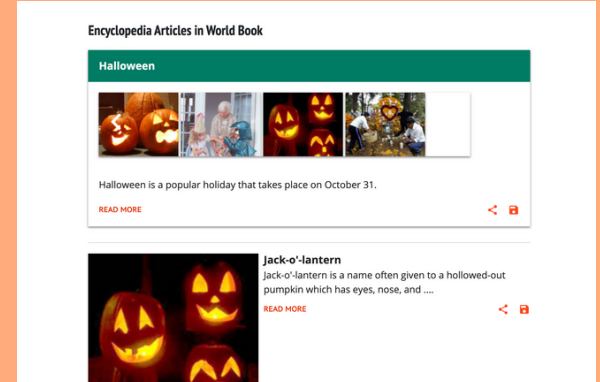 Encyclopedia Articles in World Book
Halloween
Halloween is a popular holiday that takes place on October 31.
READ MORE
Jack-o'-lantern
Jack-o'-lantern is a name often given to a hollowed-out
pumpkin which has eyes, nose, and ....
READ MORE